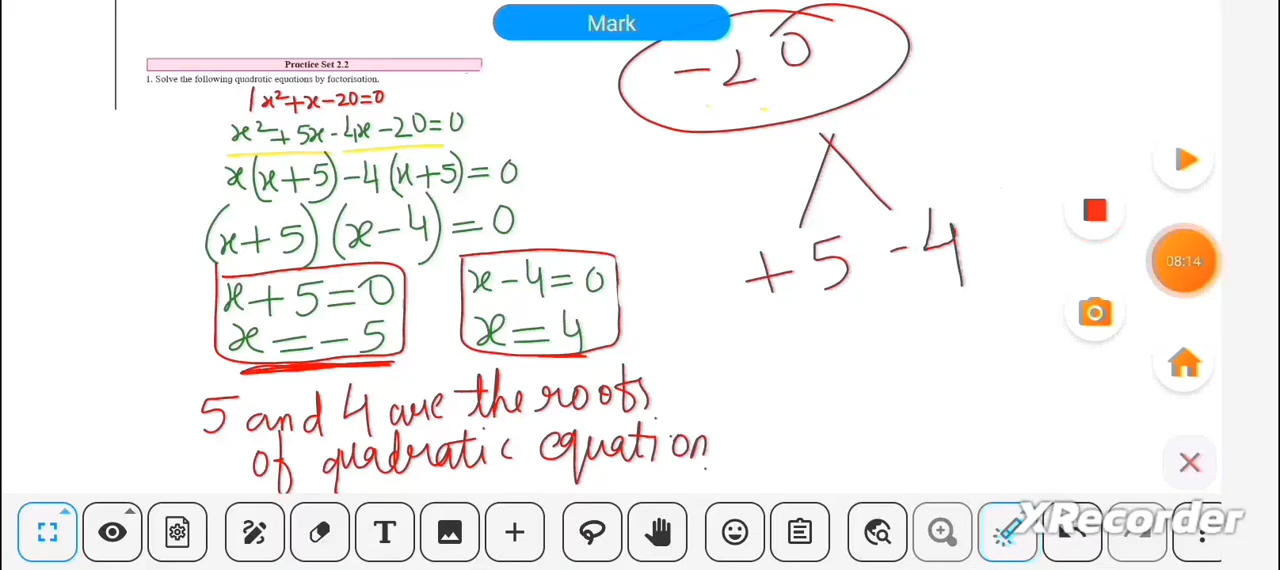 Mark
Practice Set 2.2
1. Solve the following quadratic equations by factorisation.
x²+x-20=0
x²+5x-4x-20=0
x(x+5)-4(x+5)=0
(x+5)(x-4)=0
x+5=0
x=-5
x-4=0
x=4
5 and 4 are the roots
of quadratic equation
-20
+5 -4
08:14
XRecorder
T